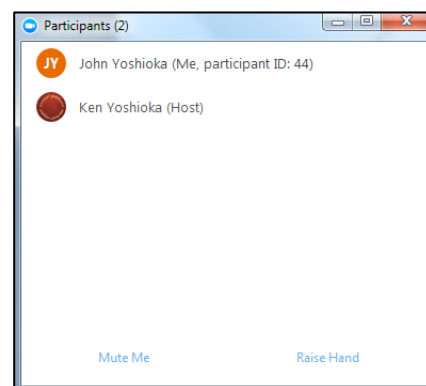 Participants (2)
JY John Yoshioka (Me, participant ID: 44)
Ken Yoshioka (Host)
Mute Me Raise Hand